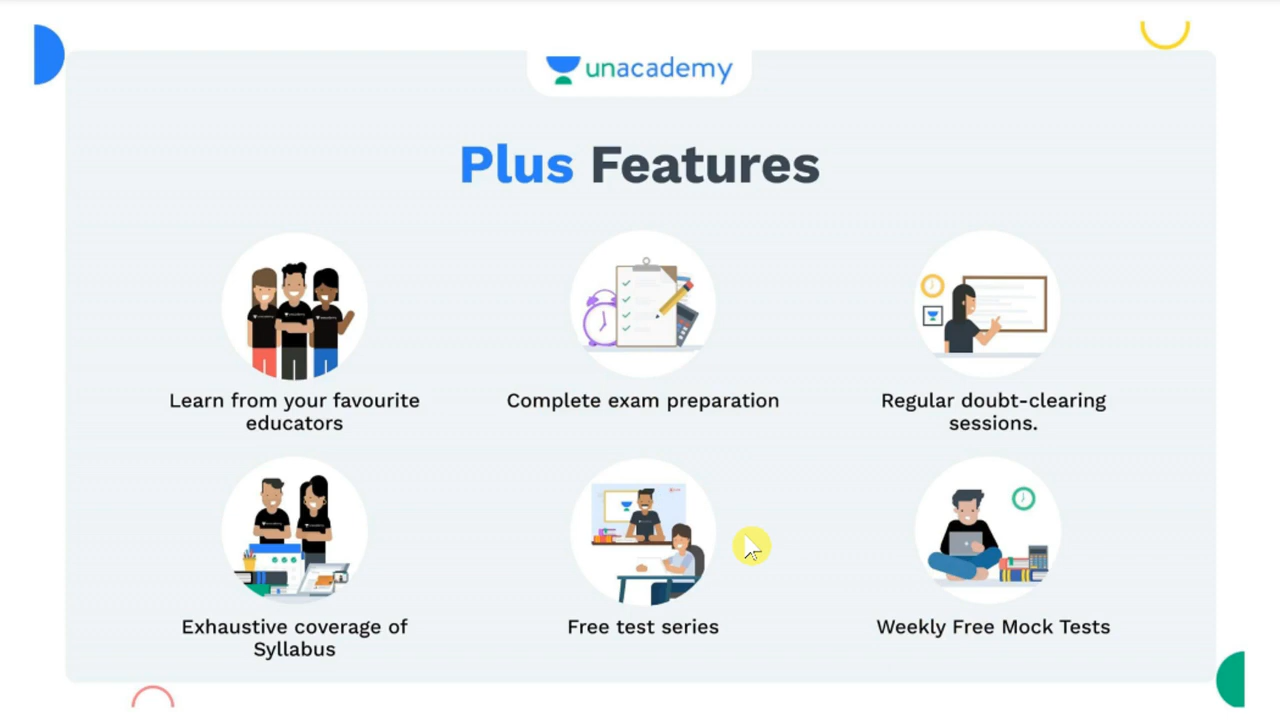 unacademy
Plus Features
Learn from your favourite
educators
Complete exam preparation
Regular doubt-clearing
sessions.
Exhaustive coverage of
Syllabus
Free test series
Weekly Free Mock Tests